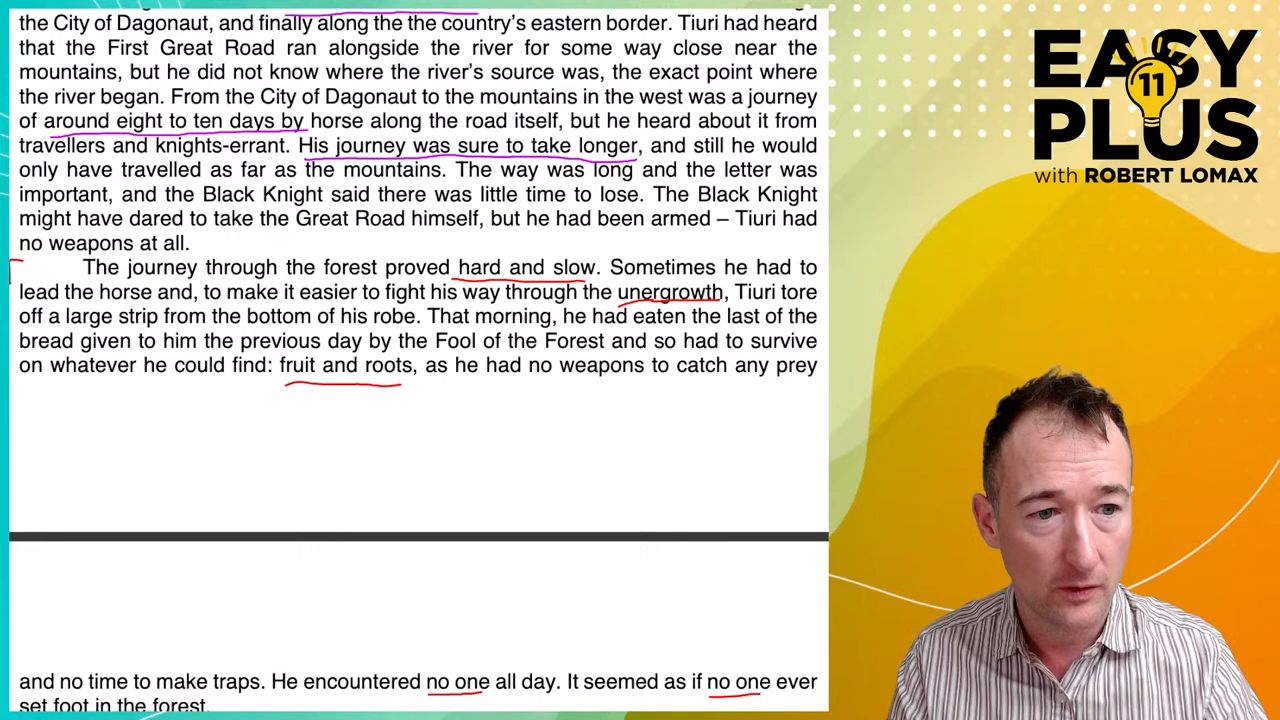 the City of Dagonaut, and finally along the the country's eastern border. Tiuri had heard
that the First Great Road ran alongside the river for some way close near the
mountains, but he did not know where the river's source was, the exact point where
the river began. From the City of Dagonaut to the mountains in the west was a journey
of around eight to ten days by horse along the road itself, but he heard about it from
travellers and knights-errant. His journey was sure to take longer, and still he would
only have travelled as far as the mountains. The way was long and the letter was
important, and the Black Knight said there was little time to lose. The Black Knight
might have dared to take the Great Road himself, but he had been armed – Tiuri had
no weapons at all.
The journey through the forest proved hard and slow. Sometimes he had to
lead the horse and, to make it easier to fight his way through the unergrowth, Tiuri tore
off a large strip from the bottom of his robe. That morning, he had eaten the last of the
bread given to him the previous day by the Fool of the Forest and so had to survive
on whatever he could find: fruit and roots, as he had no weapons to catch any prey
and no time to make traps. He encountered no one all day. It seemed as if no one ever
set foot in the forest.
EASY
11
PLUS
with ROBERT LOMAX